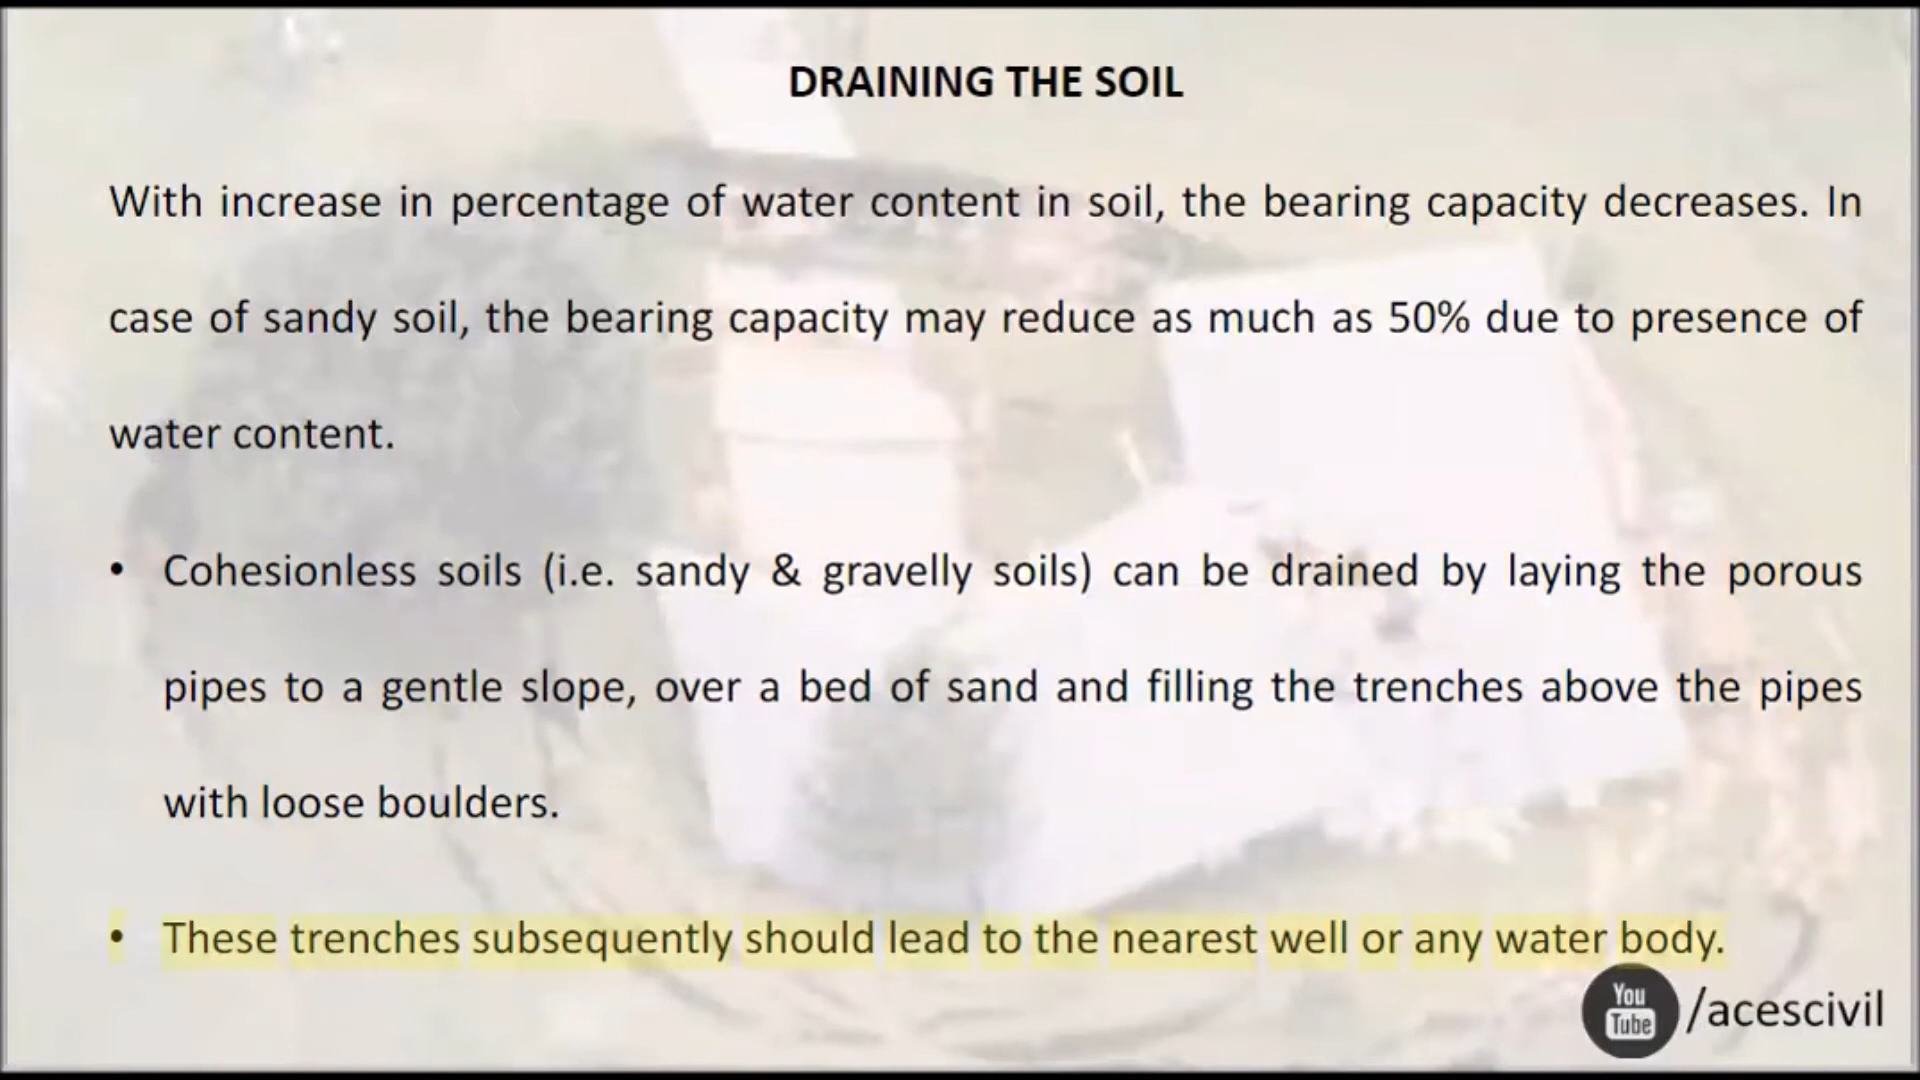 DRAINING THE SOIL
With increase in percentage of water content in soil, the bearing capacity decreases. In
case of sandy soil, the bearing capacity may reduce as much as 50% due to presence of
water content.
• Cohesionless soils (i.e. sandy & gravelly soils) can be drained by laying the porous
pipes to a gentle slope, over a bed of sand and filling the trenches above the pipes
with loose boulders.
• These trenches subsequently should lead to the nearest well or any water body.
You
Tube
/acescivil